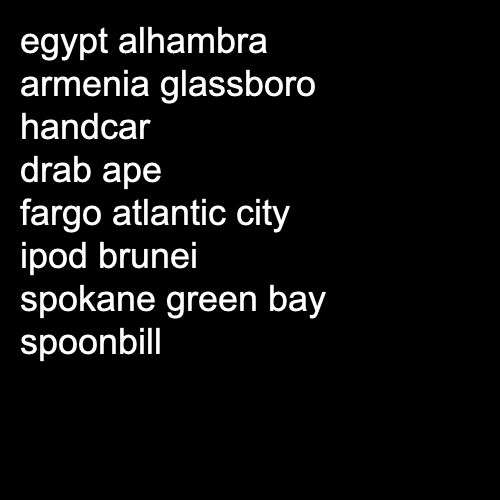 egypt alhambra
armenia glassboro
handcar
drab ape
fargo atlantic city
ipod brunei
spokane green bay
spoonbill